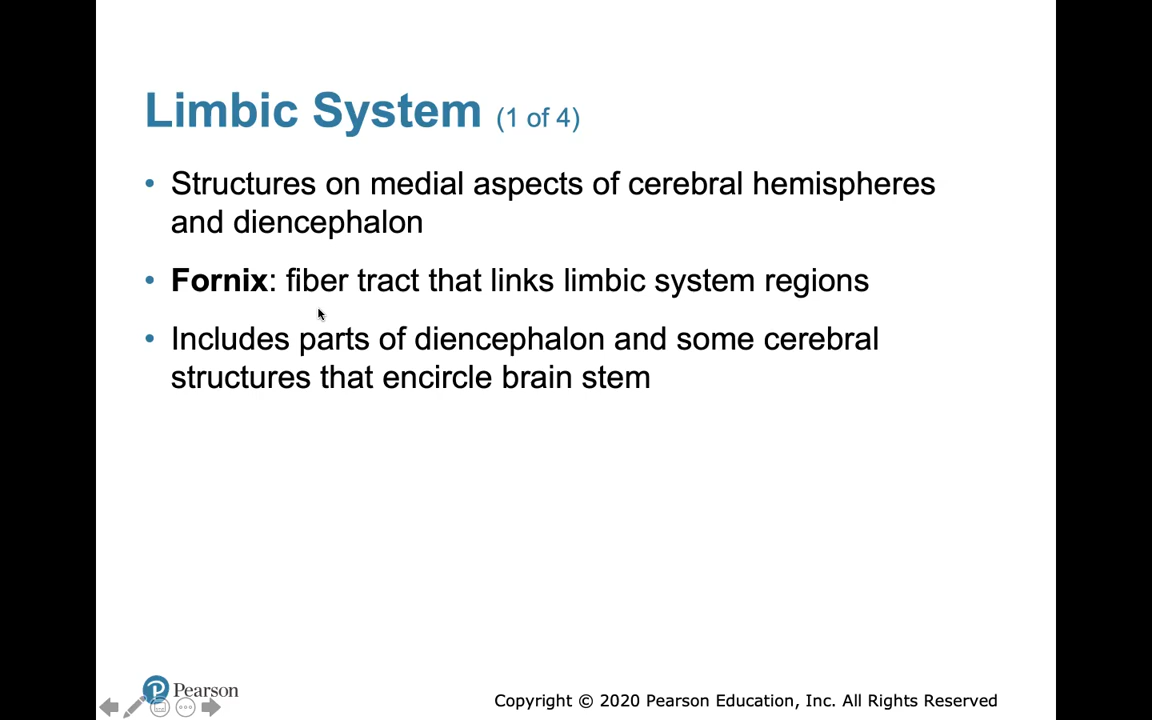 Limbic System (1 of 4)
• Structures on medial aspects of cerebral hemispheres
and diencephalon
• Fornix: fiber tract that links limbic system regions
• Includes parts of diencephalon and some cerebral
structures that encircle brain stem
P Pearson
Copyright © 2020 Pearson Education, Inc. All Rights Reserved